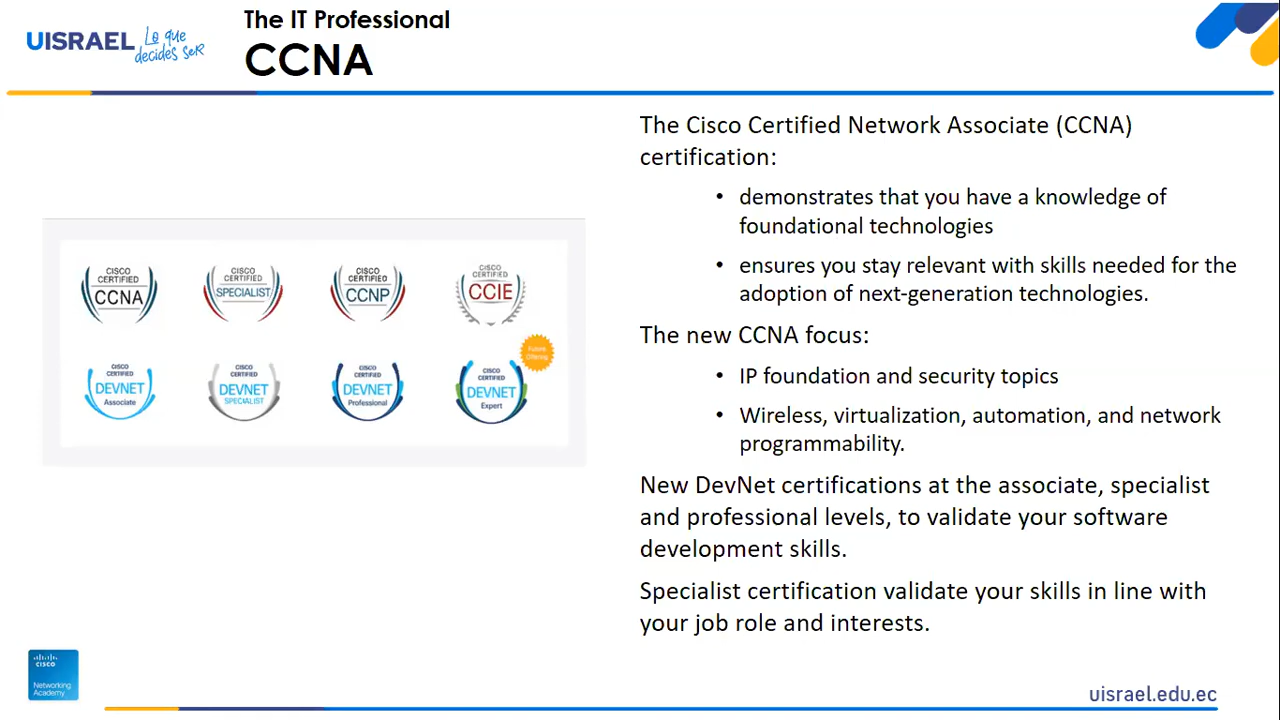 The IT Professional
UISRAEL Lo que decides seR
CCNA
The Cisco Certified Network Associate (CCNA)
certification:
• demonstrates that you have a knowledge of
foundational technologies
• ensures you stay relevant with skills needed for the
adoption of next-generation technologies.
The new CCNA focus:
• IP foundation and security topics
• Wireless, virtualization, automation, and network
programmability.
New DevNet certifications at the associate, specialist
and professional levels, to validate your software
development skills.
Specialist certification validate your skills in line with
your job role and interests.
CISCO
CERTIFIED
CCNA
CISCO
CERTIFIED
SPECIALIST
CISCO
CERTIFIED
CCNP
CISCO
CERTIFIED
CCIE
CISCO
CERTIFIED
DEVNET
Associate
CISCO
CERTIFIED
DEVNET
SPECIALIST
CISCO
CERTIFIED
DEVNET
Professional
Future
Offering
CISCO
CERTIFIED
DEVNET
Expert
CISCO
Networking
Academy
uisrael.edu.ec